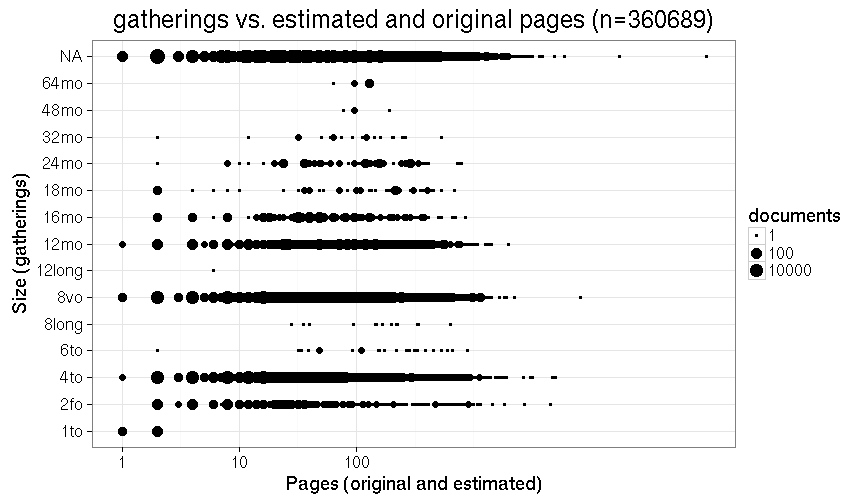 gatherings vs. estimated and original pages (n=360689)
NA
64mo
48mo
32mo
24mo
18mo
16mo
12mo
12long
8vo
8long
6to
4to
2fo
1to
Size (gatherings)
1
10
100
Pages (original and estimated)
documents
1
100
10000